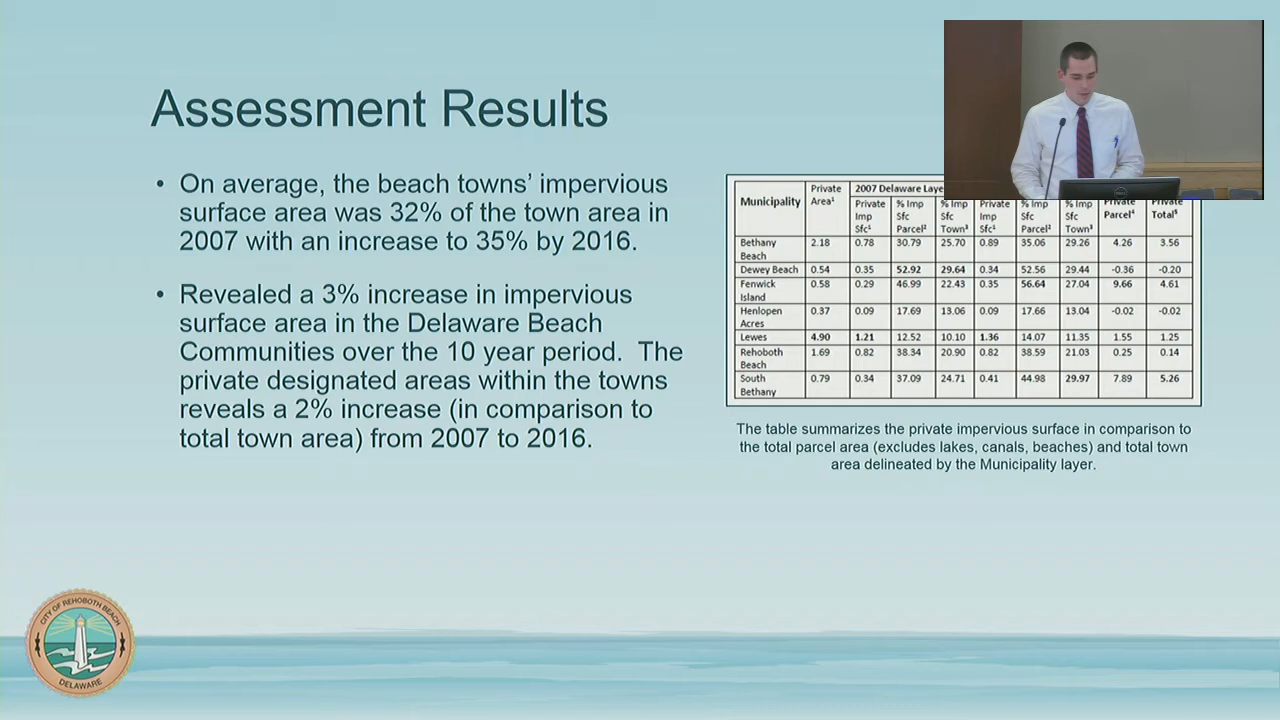 Assessment Results
• On average, the beach towns' impervious
surface area was 32% of the town area in
2007 with an increase to 35% by 2016.
• Revealed a 3% increase in impervious
surface area in the Delaware Beach
Communities over the 10 year period. The
private designated areas within the towns
reveals a 2% increase (in comparison to
total town area) from 2007 to 2016.
Municipality Private Area¹ 2007 Delaware
Private Imp Sfc¹ % Imp Sfc Parcel² % Imp Sfc Town³ Private Imp Sfc¹ % Imp Sfc Parcel² % Imp Sfc Town³ Private Parcel⁴ Private Total⁵
Bethany Beach 2.18 0.78 30.79 25.70 0.89 35.06 29.26 4.26 3.56
Dewey Beach 0.54 0.35 52.92 29.64 0.34 52.56 29.44 -0.36 -0.20
Fenwick Island 0.58 0.29 46.99 22.43 0.35 56.64 27.04 9.66 4.61
Henlopen Acres 0.37 0.09 17.69 13.06 0.09 17.66 13.04 -0.02 -0.02
Lewes 4.90 1.21 12.52 10.10 1.36 14.07 11.35 1.55 1.25
Rehoboth Beach 1.69 0.82 38.34 20.90 0.82 38.59 21.03 0.25 0.14
South Bethany 0.79 0.34 37.09 24.71 0.41 44.98 29.97 7.89 5.26
The table summarizes the private impervious surface in comparison to
the total parcel area (excludes lakes, canals, beaches) and total town
area delineated by the Municipality layer.
CITY OF REHOBOTH BEACH
DELAWARE
DELL